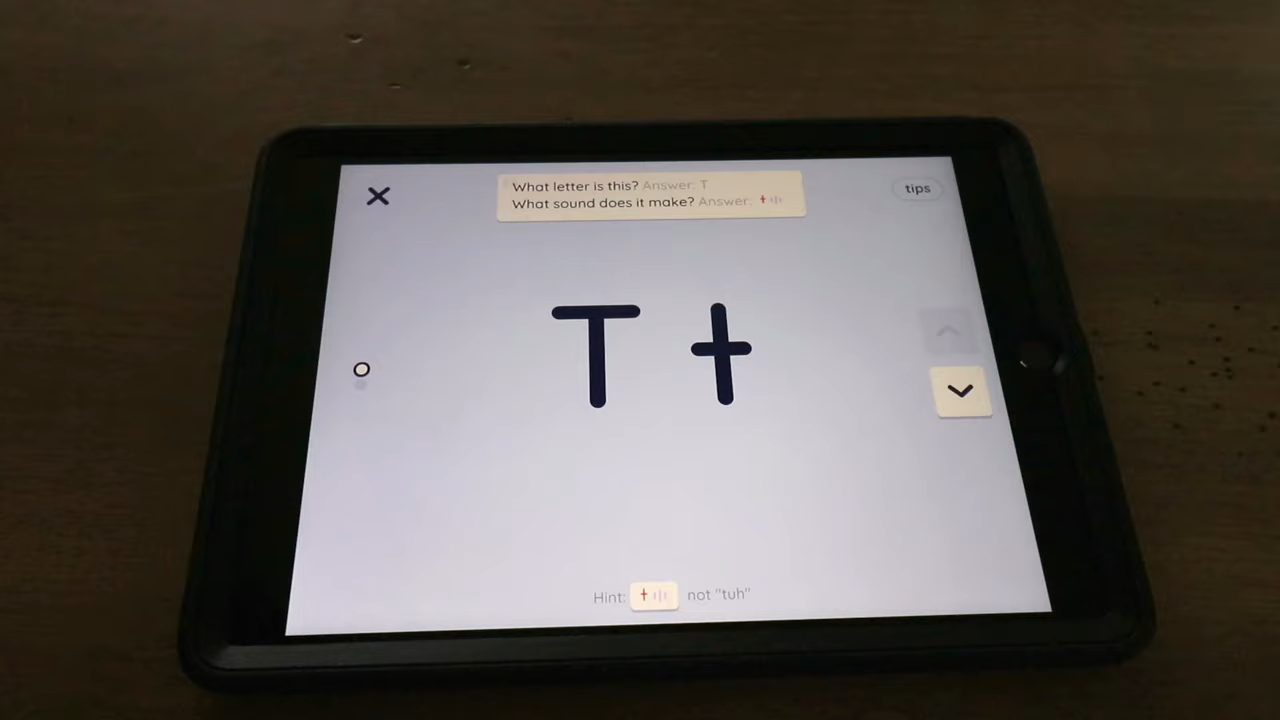 What letter is this? Answer: T
What sound does it make? Answer: t
tips
T t
Hint: t not "tuh"